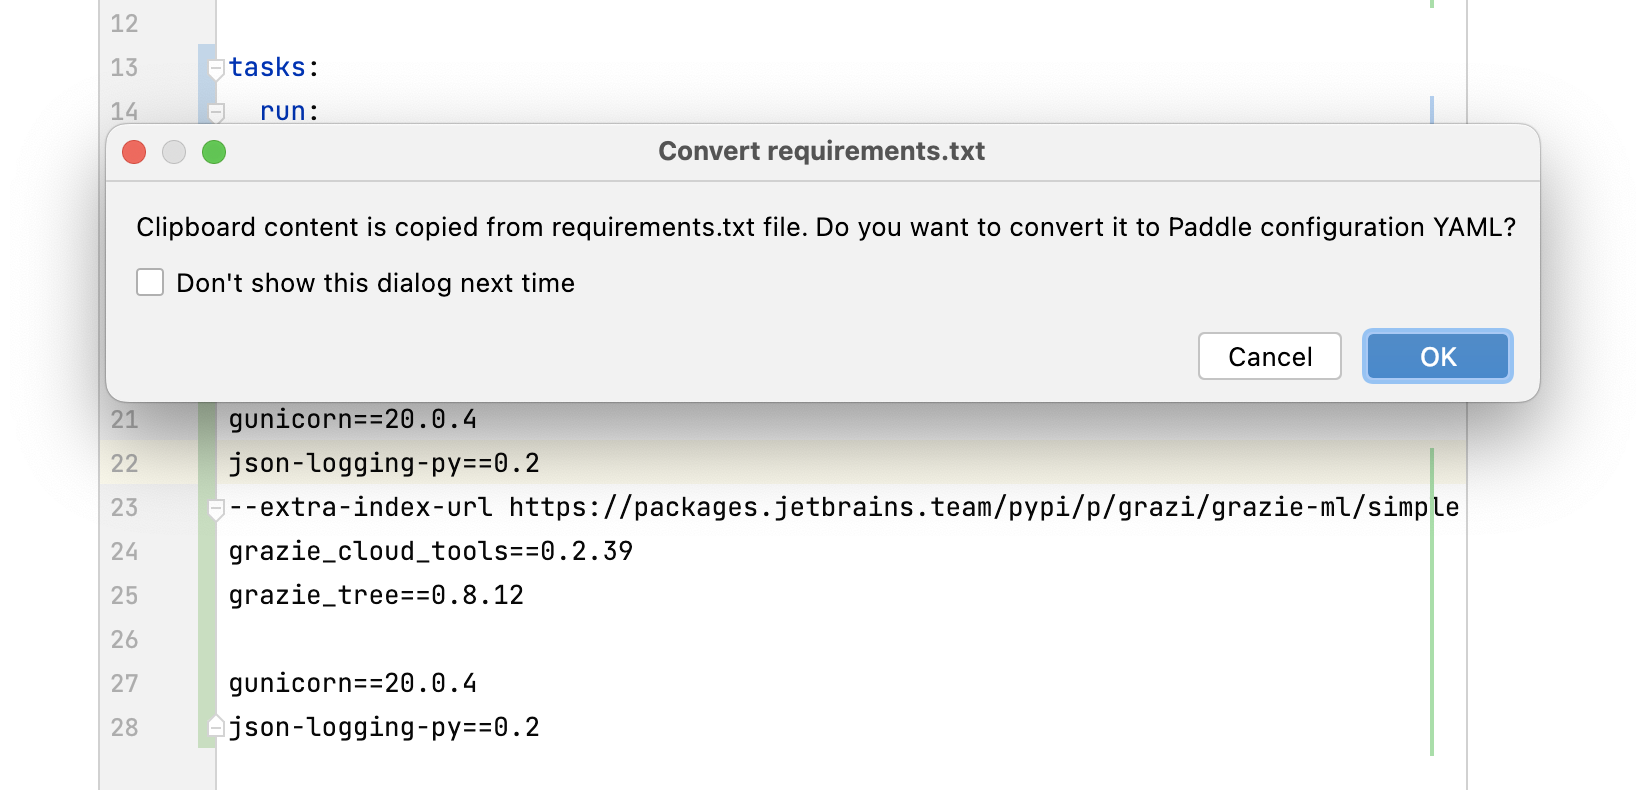 12
13 tasks:
14 run:
Convert requirements.txt
Clipboard content is copied from requirements.txt file. Do you want to convert it to Paddle configuration YAML?
Don't show this dialog next time
Cancel OK
21 gunicorn==20.0.4
22 json-logging-py==0.2
23 --extra-index-url https://packages.jetbrains.team/pypi/p/grazi/grazie-ml/simple
24 grazie_cloud_tools==0.2.39
25 grazie_tree==0.8.12
26
27 gunicorn==20.0.4
28 json-logging-py==0.2